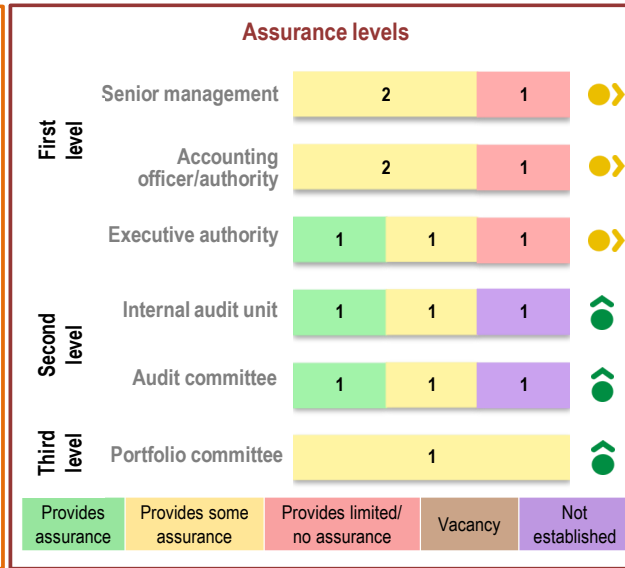 Assurance levels
First
level
Senior management
2
1
Accounting
officer/authority
2
1
Executive authority
1
1
1
Second
level
Internal audit unit
1
1
1
Audit committee
1
1
1
Third
level
Portfolio committee
1
Provides
assurance
Provides some
assurance
Provides limited/
no assurance
Vacancy
Not
established